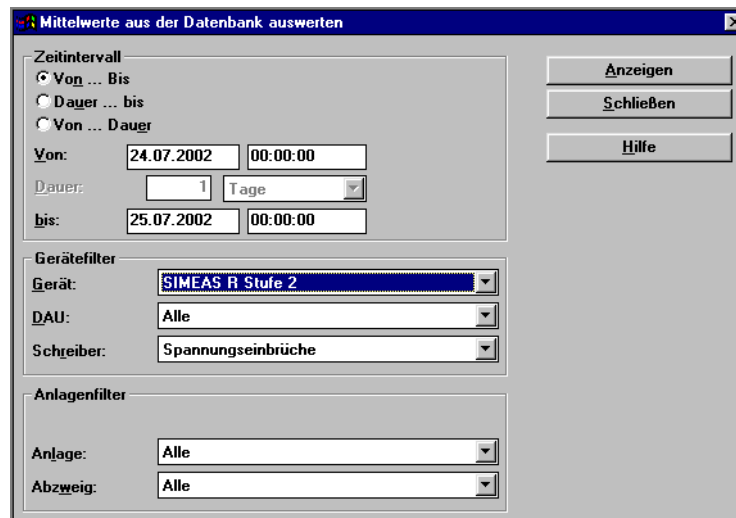 Mittelwerte aus der Datenbank auswerten
Zeitintervall
Von ... Bis
Dauer ... bis
Von ... Dauer
Von: 24.07.2002 00:00:00
Dauer: 1 Tage
bis: 25.07.2002 00:00:00
Anzeigen
Schließen
Hilfe
Gerätefilter
Gerät: SIMEAS R Stufe 2
DAU: Alle
Schreiber: Spannungseinbrüche
Anlagenfilter
Anlage: Alle
Abzweig: Alle